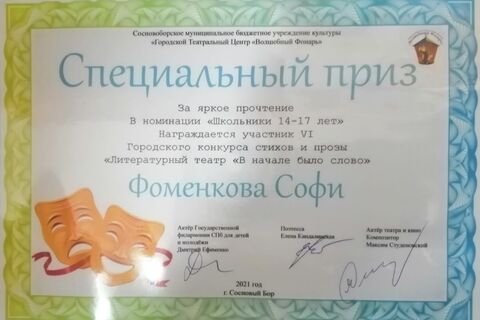 Сосновоборское муниципальное бюджетное учреждение культуры
«Городской Театральный Центр «Волшебный Фонарь»
Специальный приз
За яркое прочтение
В номинации «Школьники 14-17 лет»
Награждается участник VI
Городского конкурса стихов и прозы
«Литературный театр «В начале было слово»
Фоменкова Софи
Актёр Государственной
филармонии СПб для детей
и молодёжи
Дмитрий Ефименко
Поэтесса
Елена Кандалинская
Актёр театра и кино
Композитор
Максим Студеновский
2021 год
г. Сосновый Бор